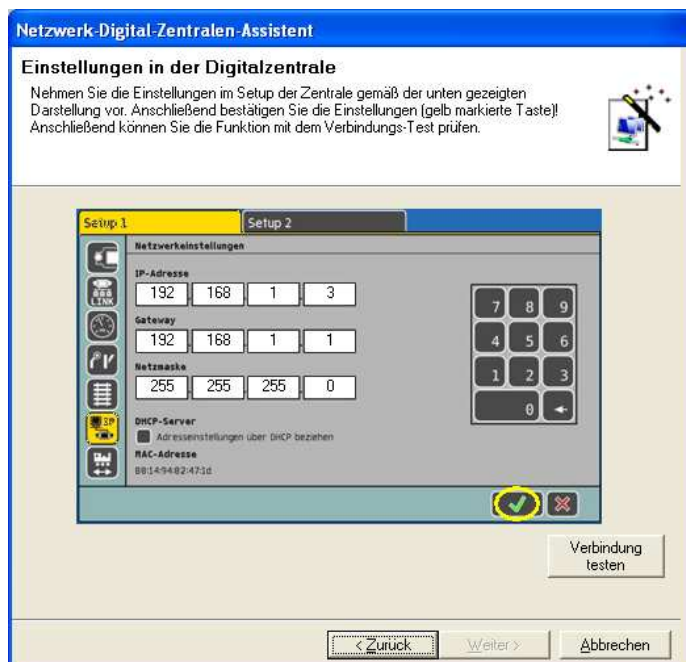 Netzwerk-Digital-Zentralen-Assistent
Einstellungen in der Digitalzentrale
Nehmen Sie die Einstellungen im Setup der Zentrale gemäß der unten gezeigten
Darstellung vor. Anschließend bestätigen Sie die Einstellungen (gelb markierte Taste)!
Anschließend können Sie die Funktion mit dem Verbindungs-Test prüfen.
Setup 1
Setup 2
Netzwerkeinstellungen
IP-Adresse
192 . 168 . 1 . 3
Gateway
192 . 168 . 1 . 1
Netzmaske
255 . 255 . 255 . 0
DHCP-Server
Adresseinstellungen über DHCP beziehen
MAC-Adresse
LINK
IP
7 8 9
4 5 6
1 2 3
0
Verbindung
testen
< Zurück
Weiter >
Abbrechen